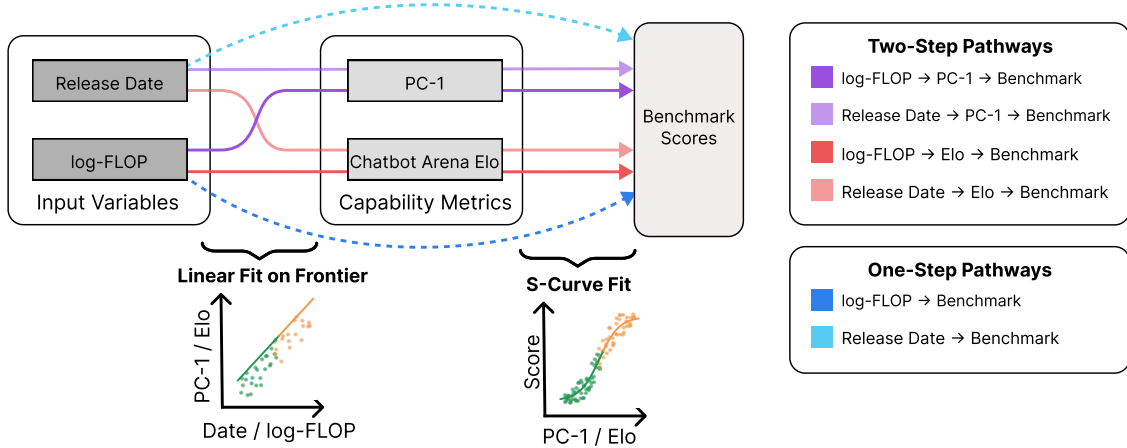 Release Date
log-FLOP
Input Variables
PC-1
Chatbot Arena Elo
Capability Metrics
Benchmark
Scores
Linear Fit on Frontier
PC-1 / Elo
Date / log-FLOP
S-Curve Fit
Score
PC-1 / Elo
Two-Step Pathways
log-FLOP → PC-1 → Benchmark
Release Date → PC-1 → Benchmark
log-FLOP → Elo → Benchmark
Release Date → Elo → Benchmark
One-Step Pathways
log-FLOP → Benchmark
Release Date → Benchmark